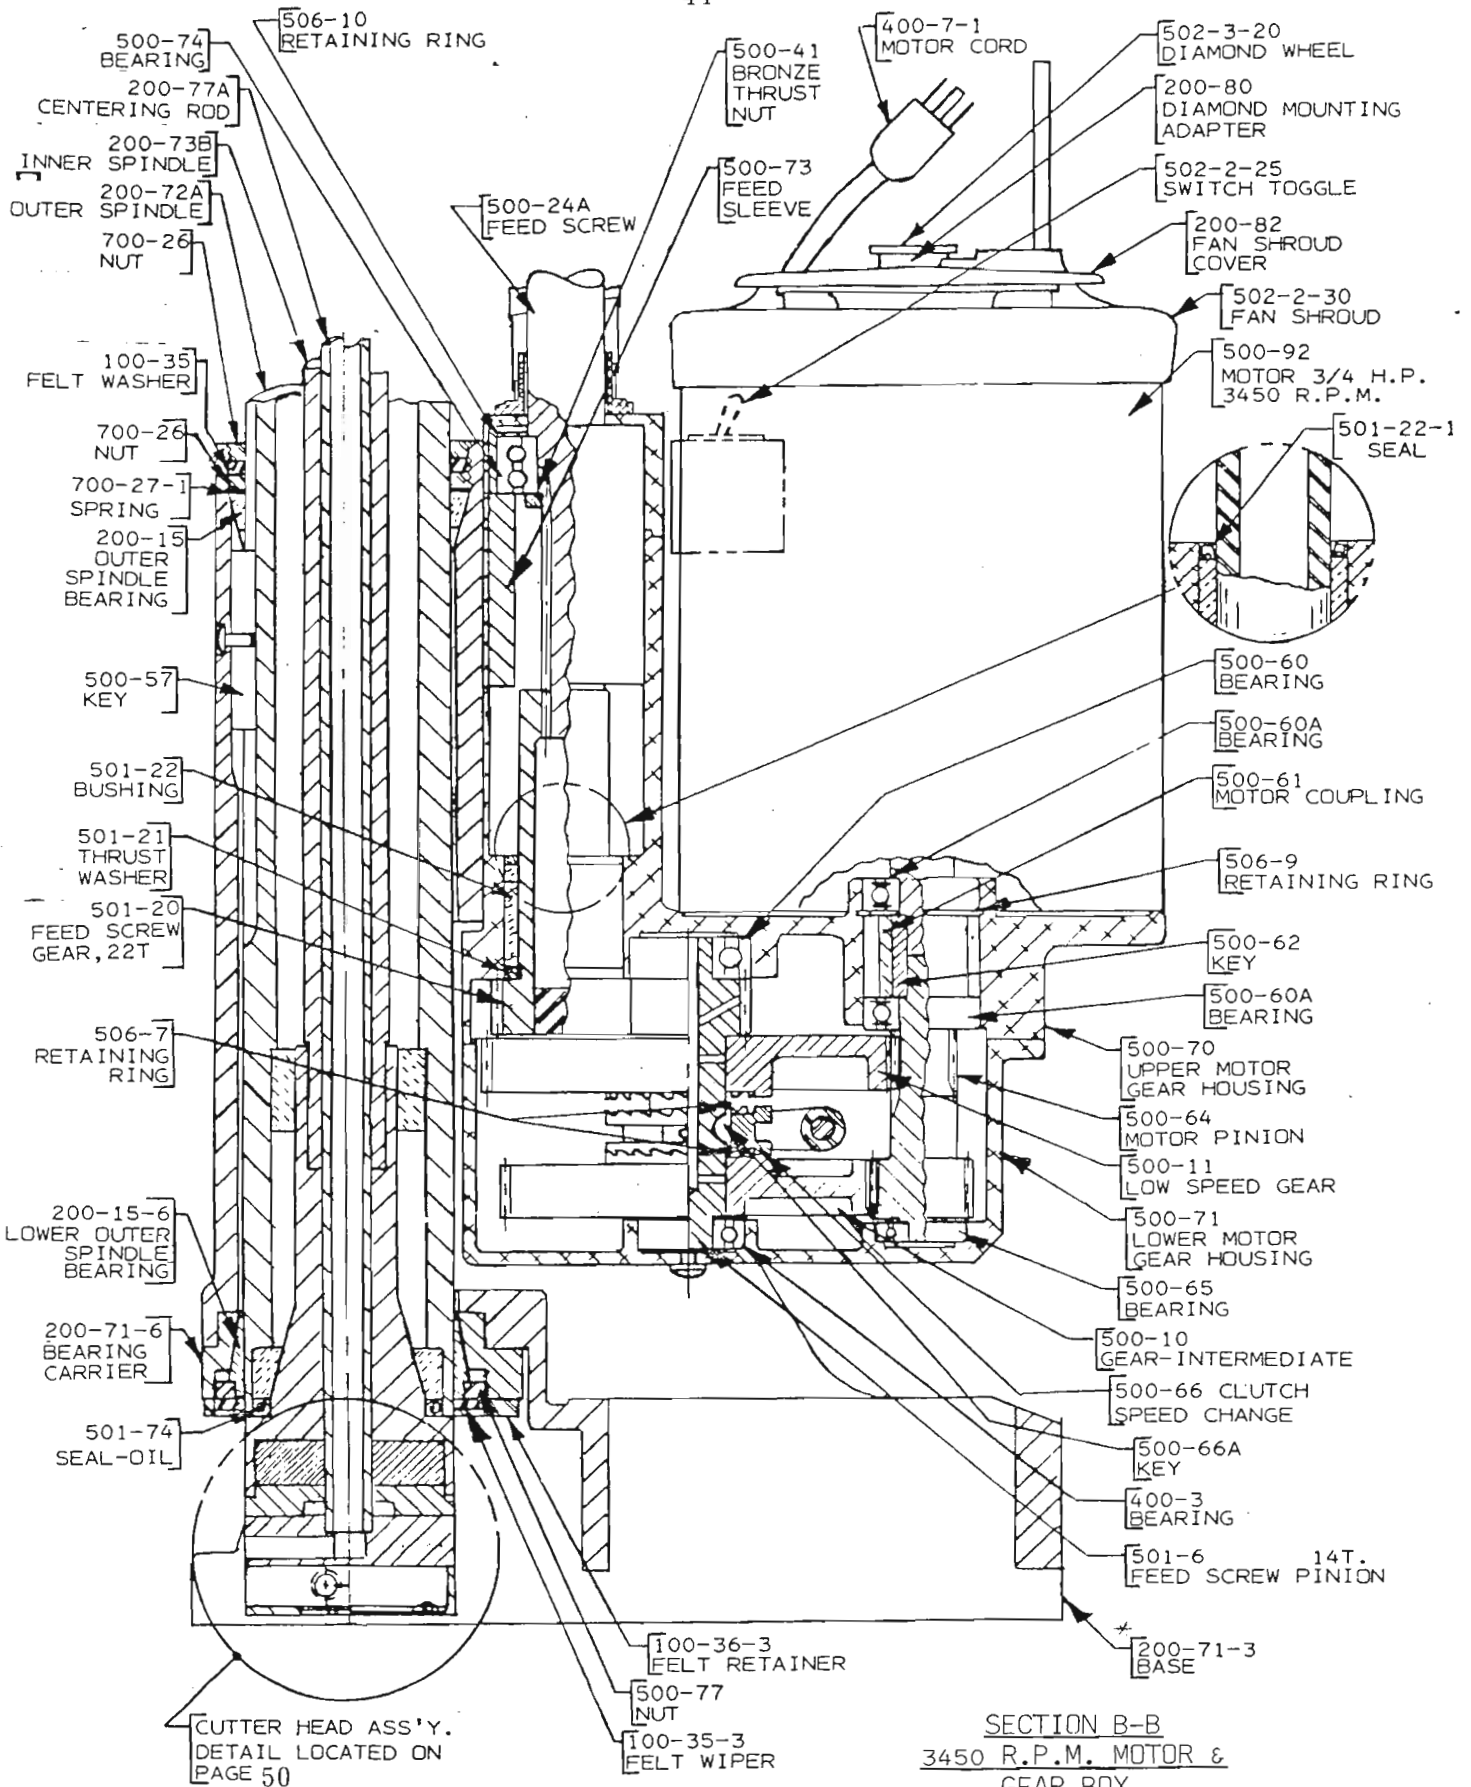 506-10
RETAINING RING
500-74
BEARING
200-77A
CENTERING ROD
200-73B
INNER SPINDLE
200-72A
OUTER SPINDLE
700-26
NUT
100-35
FELT WASHER
700-26
NUT
700-27-1
SPRING
200-15
OUTER
SPINDLE
BEARING
500-57
KEY
501-22
BUSHING
501-21
THRUST
WASHER
501-20
FEED SCREW
GEAR, 22T
506-7
RETAINING
RING
200-15-6
LOWER OUTER
SPINDLE
BEARING
200-71-6
BEARING
CARRIER
501-74
SEAL-OIL
CUTTER HEAD ASS'Y.
DETAIL LOCATED ON
PAGE 50
500-24A
FEED SCREW
500-41
BRONZE
THRUST
NUT
500-73
FEED
SLEEVE
400-7-1
MOTOR CORD
502-3-20
DIAMOND WHEEL
200-80
DIAMOND MOUNTING
ADAPTER
502-2-25
SWITCH TOGGLE
200-82
FAN SHROUD
COVER
502-2-30
FAN SHROUD
500-92
MOTOR 3/4 H.P.
3450 R.P.M.
501-22-1
SEAL
500-60
BEARING
500-60A
BEARING
500-61
MOTOR COUPLING
506-9
RETAINING RING
500-62
KEY
500-60A
BEARING
500-70
UPPER MOTOR
GEAR HOUSING
500-64
MOTOR PINION
500-11
LOW SPEED GEAR
500-71
LOWER MOTOR
GEAR HOUSING
500-65
BEARING
500-10
GEAR-INTERMEDIATE
500-66 CLUTCH
SPEED CHANGE
500-66A
KEY
400-3
BEARING
501-6 14T.
FEED SCREW PINION
200-71-3
BASE
100-36-3
FELT RETAINER
500-77
NUT
100-35-3
FELT WIPER
SECTION B-B
3450 R.P.M. MOTOR &
GEAR BOX